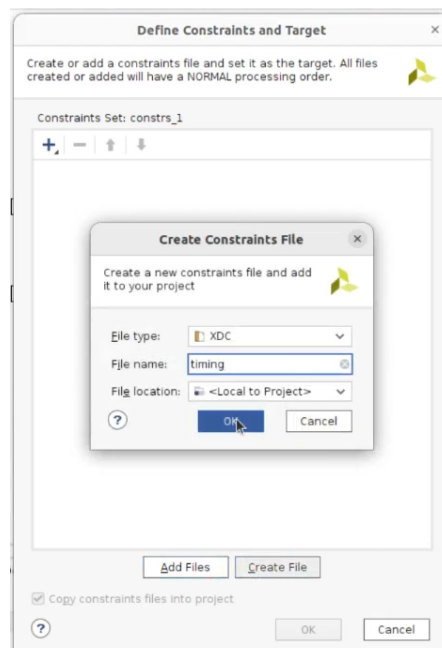 Define Constraints and Target
×
Create or add a constraints file and set it as the target. All files
created or added will have a NORMAL processing order.
Constraints Set: constrs_1
Create Constraints File
×
Create a new constraints file and add
it to your project
File type:
XDC
File name:
timing
File location:
<Local to Project>
?
OK
Cancel
Add Files
Create File
Copy constraints files into project
?
OK
Cancel